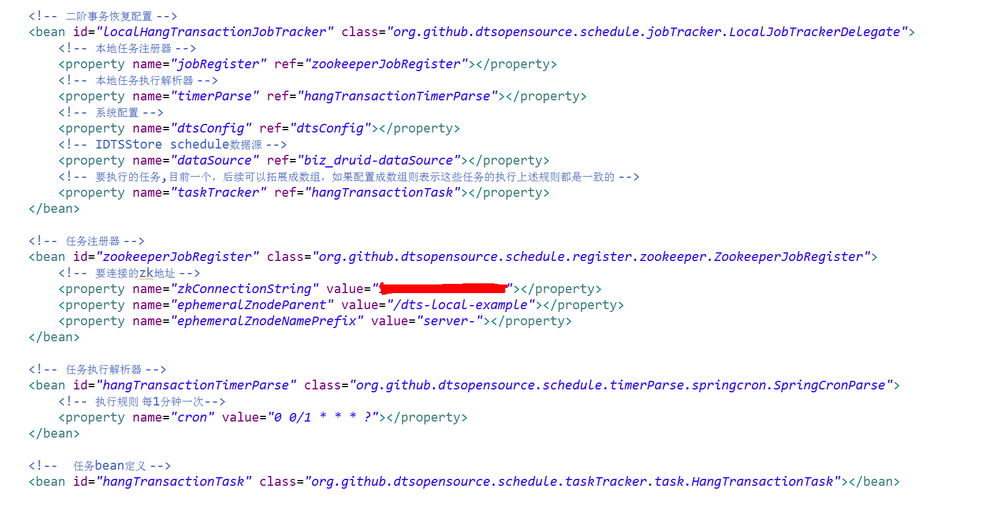 <!-- 二阶事务恢复配置 -->
<bean id="localHangTransactionJobTracker" class="org.github.dtsopensource.schedule.jobTracker.LocalJobTrackerDelegate">
<!-- 本地任务注册器 -->
<property name="jobRegister" ref="zookeeperJobRegister"></property>
<!-- 本地任务执行解析器 -->
<property name="timerParse" ref="hangTransactionTimerParse"></property>
<!-- 系统配置 -->
<property name="dtsConfig" ref="dtsConfig"></property>
<!-- IDTSStore schedule数据源 -->
<property name="dataSource" ref="biz_druid-dataSource"></property>
<!-- 要执行的任务,目前一个，后续可以拓展成数组，如果配置成数组则表示这些任务的执行上述规则都是一致的 -->
<property name="taskTracker" ref="hangTransactionTask"></property>
</bean>
<!-- 任务注册器 -->
<bean id="zookeeperJobRegister" class="org.github.dtsopensource.schedule.register.zookeeper.ZookeeperJobRegister">
<!-- 要连接的zk地址 -->
<property name="zkConnectionString" value=""></property>
<property name="ephemeralZnodeParent" value="/dts-local-example"></property>
<property name="ephemeralZnodeNamePrefix" value="server-"></property>
</bean>
<!-- 任务执行解析器 -->
<bean id="hangTransactionTimerParse" class="org.github.dtsopensource.schedule.timerParse.springcron.SpringCronParse">
<!-- 执行规则 每1分钟一次-->
<property name="cron" value="0 0/1 * * * ?"></property>
</bean>
<!--  任务bean定义 -->
<bean id="hangTransactionTask" class="org.github.dtsopensource.schedule.taskTracker.task.HangTransactionTask"></bean>